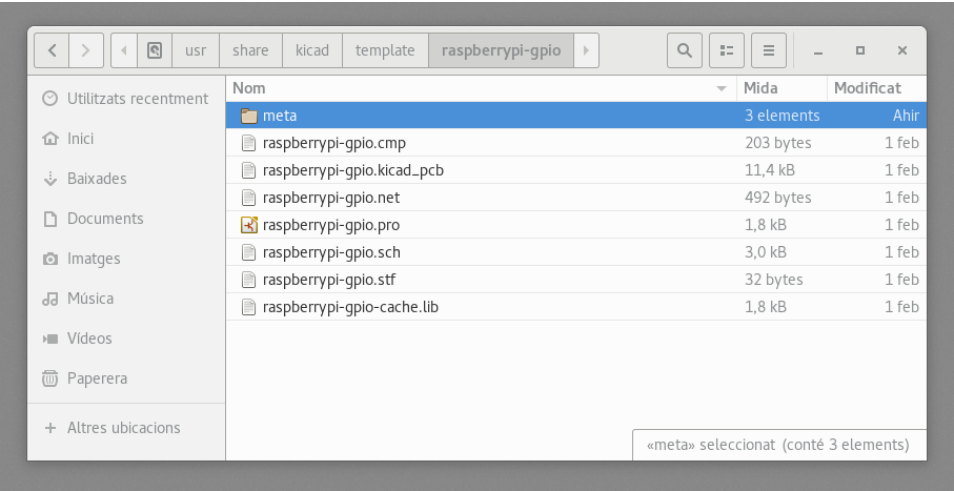 usr share kicad template raspberrypi-gpio
Utilitzats recentment
Inici
Baixades
Documents
Imatges
Música
Vídeos
Paperera
Altres ubicacions
Nom Mida Modificat
meta 3 elements Ahir
raspberrypi-gpio.cmp 203 bytes 1 feb
raspberrypi-gpio.kicad_pcb 11,4 kB 1 feb
raspberrypi-gpio.net 492 bytes 1 feb
raspberrypi-gpio.pro 1,8 kB 1 feb
raspberrypi-gpio.sch 3,0 kB 1 feb
raspberrypi-gpio.stf 32 bytes 1 feb
raspberrypi-gpio-cache.lib 1,8 kB 1 feb
«meta» seleccionat (conté 3 elements)